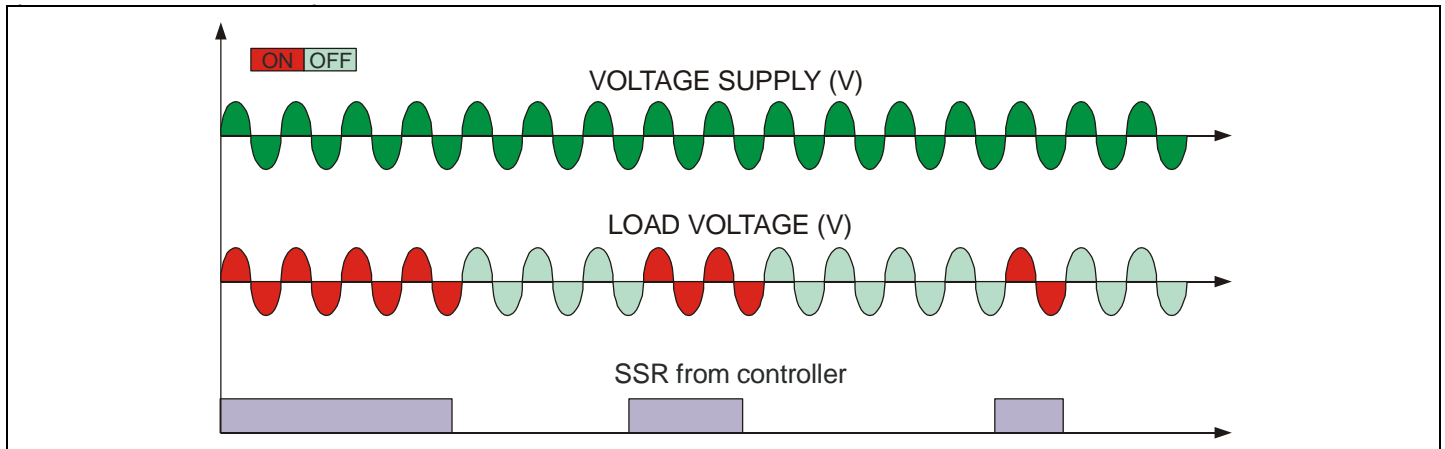 ON OFF
VOLTAGE SUPPLY (V)
LOAD VOLTAGE (V)
SSR from controller